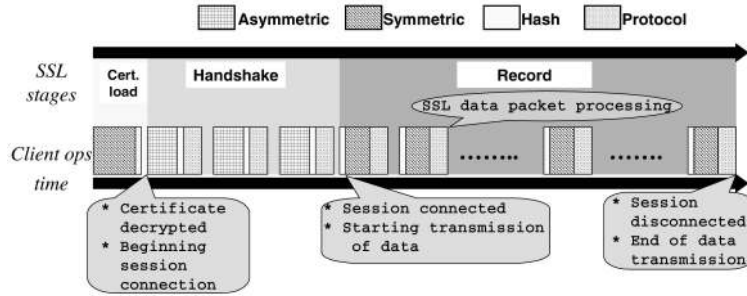 Asymmetric Symmetric Hash Protocol
SSL stages
Cert. load
Handshake
Record
SSL data packet processing
Client ops
time
* Certificate
decrypted
* Beginning
session
connection
* Session connected
* Starting transmission
of data
* Session
disconnected
* End of data
transmission